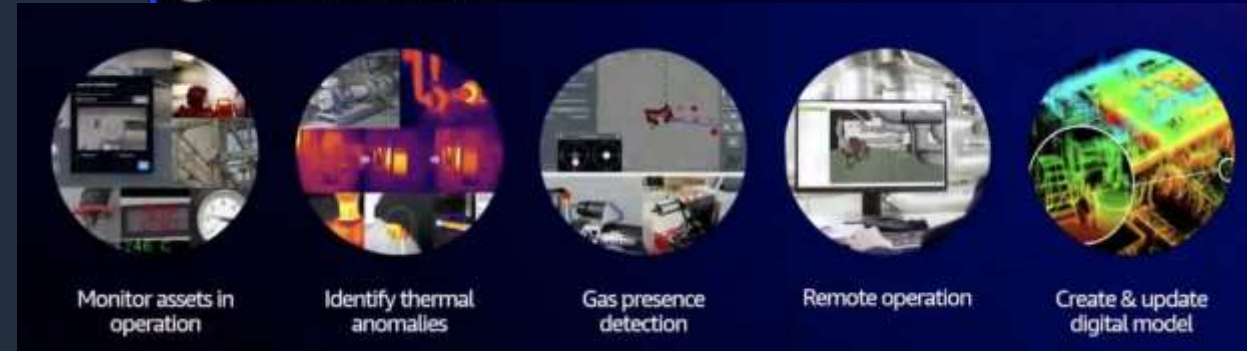 Monitor assets in
operation
Identify thermal
anomalies
Gas presence
detection
Remote operation
Create & update
digital model